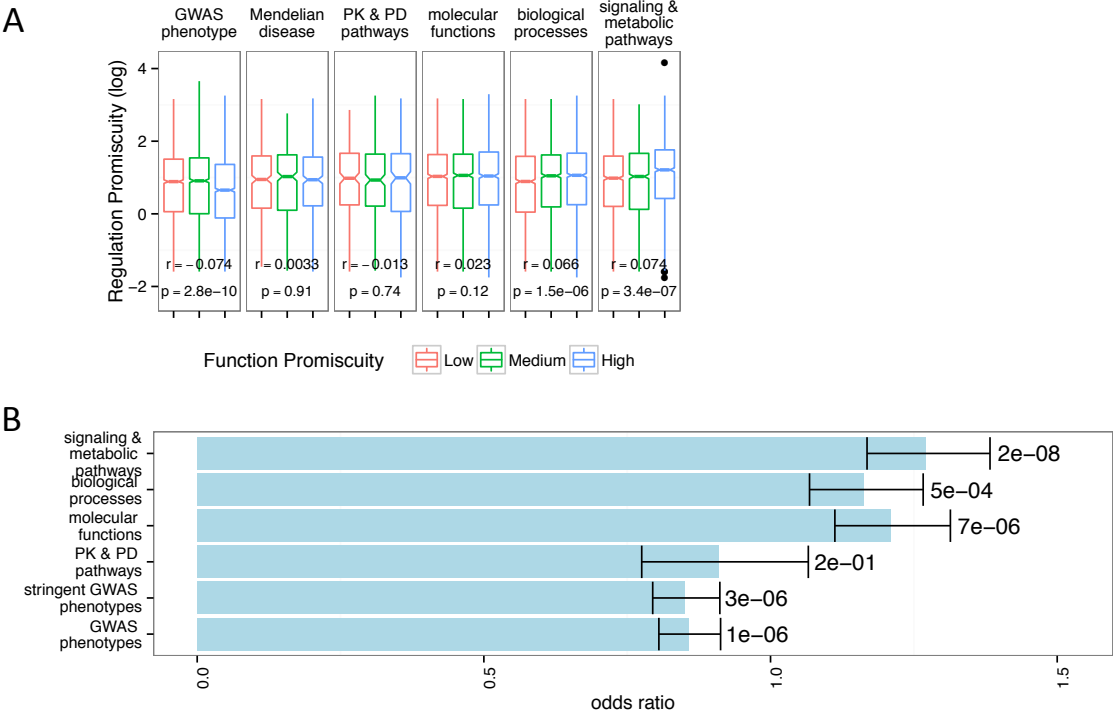 A
GWAS
phenotype
Mendelian
disease
PK & PD
pathways
molecular
functions
biological
processes
signaling &
metabolic
pathways
Regulation Promiscuity (log)
4
2
0
−2
r = −0.074
p = 2.8e−10
r = 0.0033
p = 0.91
r = −0.013
p = 0.74
r = 0.023
p = 0.12
r = 0.066
p = 1.5e−06
r = 0.074
p = 3.4e−07
Function Promiscuity
Low
Medium
High
B
signaling &
metabolic
pathways
2e−08
biological
processes
5e−04
molecular
functions
7e−06
PK & PD
pathways
2e−01
stringent GWAS
phenotypes
3e−06
GWAS
phenotypes
1e−06
0.0
0.5
1.0
1.5
odds ratio